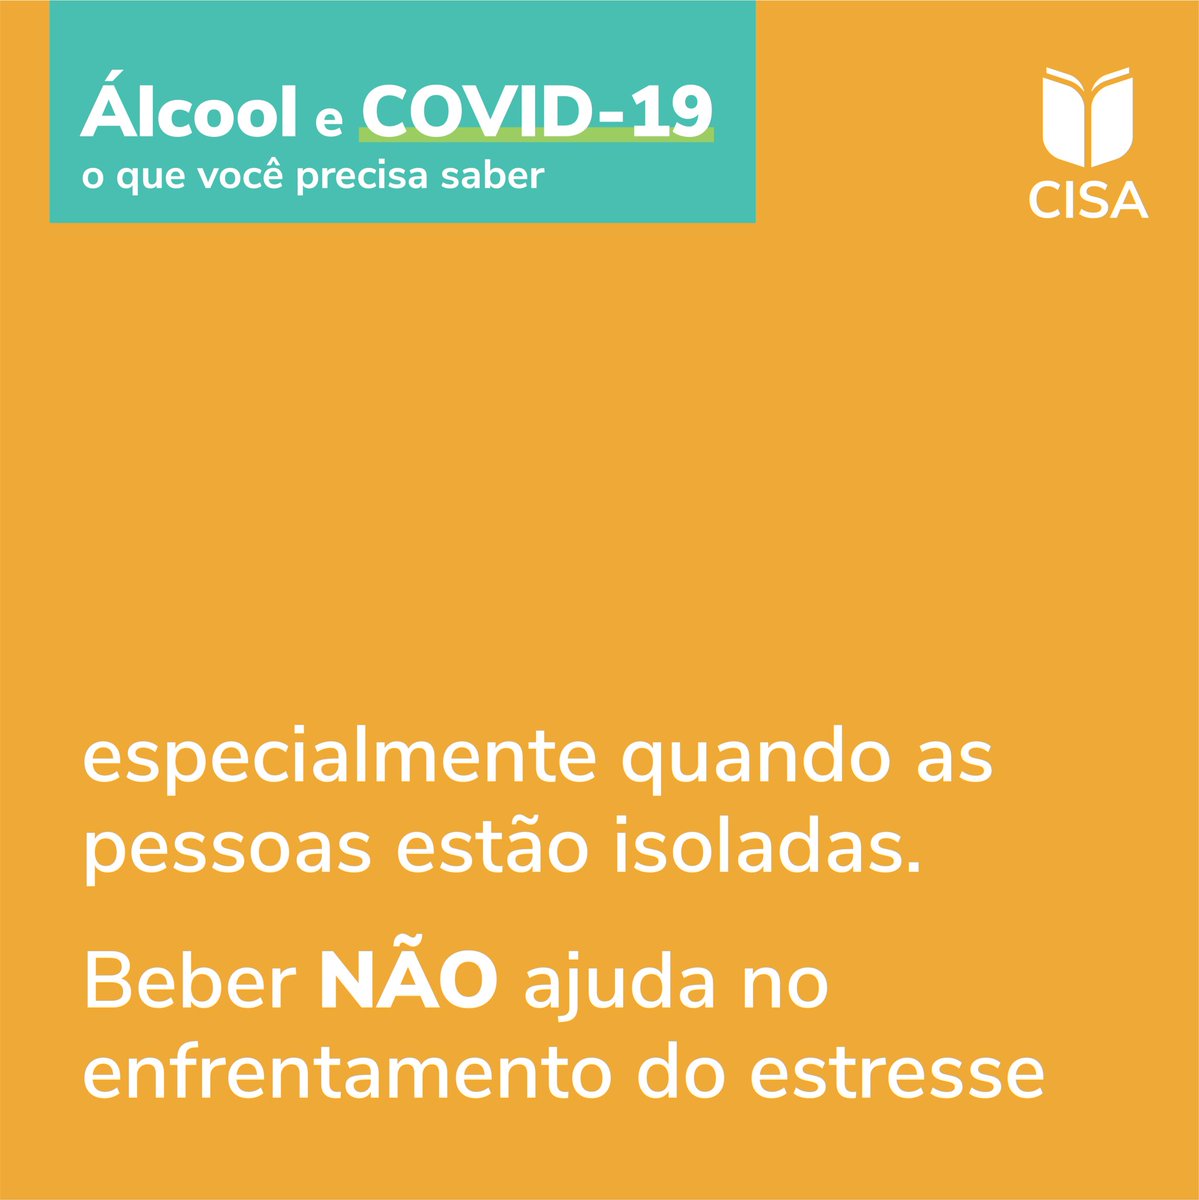 Álcool e COVID-19
o que você precisa saber
CISA
especialmente quando as
pessoas estão isoladas.
Beber NÃO ajuda no
enfrentamento do estresse